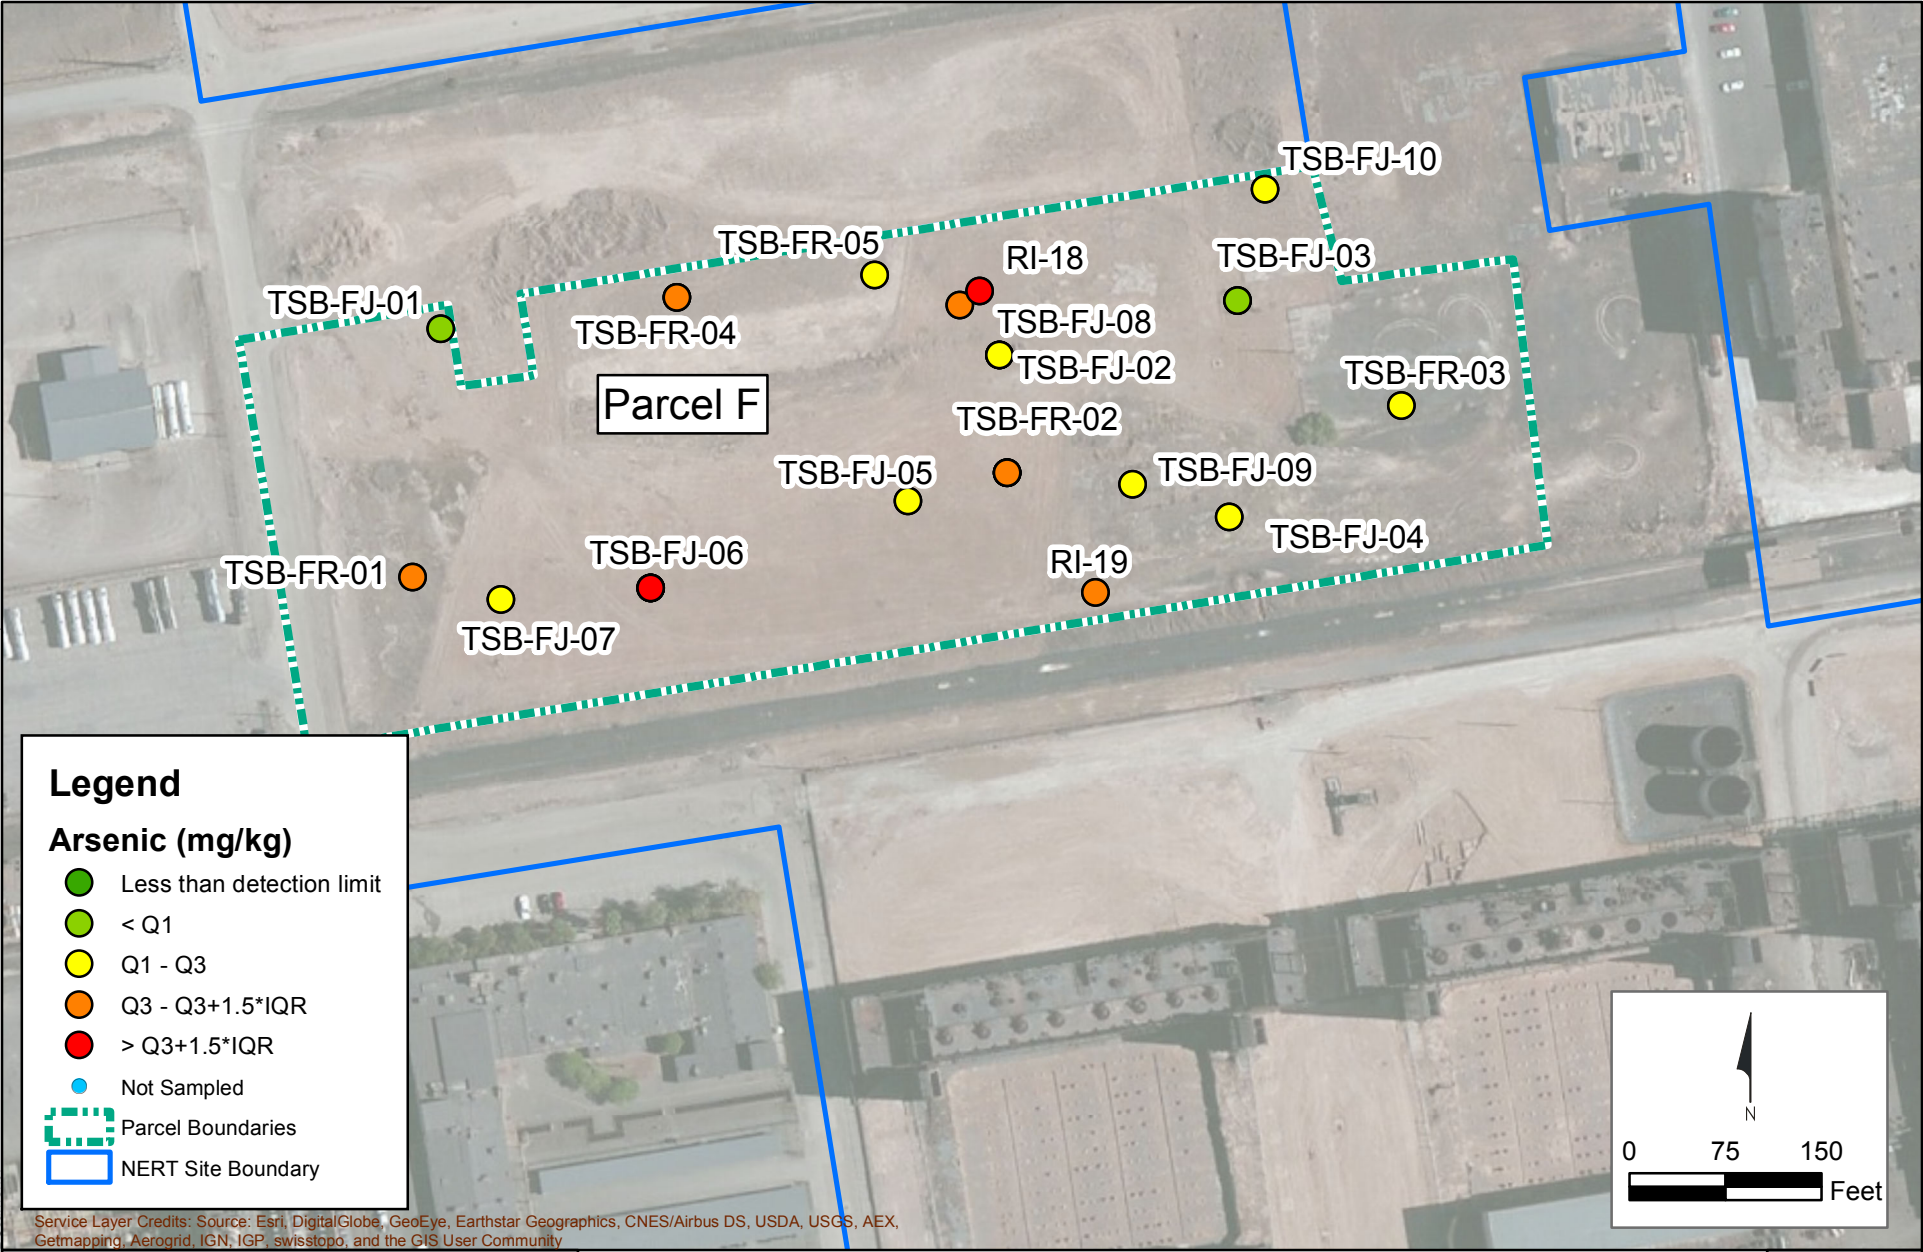 TSB-FJ-10
TSB-FR-05
RI-18
TSB-FJ-03
TSB-FJ-01
TSB-FR-04
TSB-FJ-08
TSB-FJ-02
TSB-FR-03
Parcel F
TSB-FR-02
TSB-FJ-05
TSB-FJ-09
TSB-FJ-04
TSB-FJ-06
RI-19
TSB-FR-01
TSB-FJ-07
Legend
Arsenic (mg/kg)
Less than detection limit
< Q1
Q1 - Q3
Q3 - Q3+1.5*IQR
> Q3+1.5*IQR
Not Sampled
Parcel Boundaries
NERT Site Boundary
N
0 75 150
Feet
Service Layer Credits: Source: Esri, DigitalGlobe, GeoEye, Earthstar Geographics, CNES/Airbus DS, USDA, USGS, AEX,
Getmapping, Aerogrid, IGN, IGP, swisstopo, and the GIS User Community